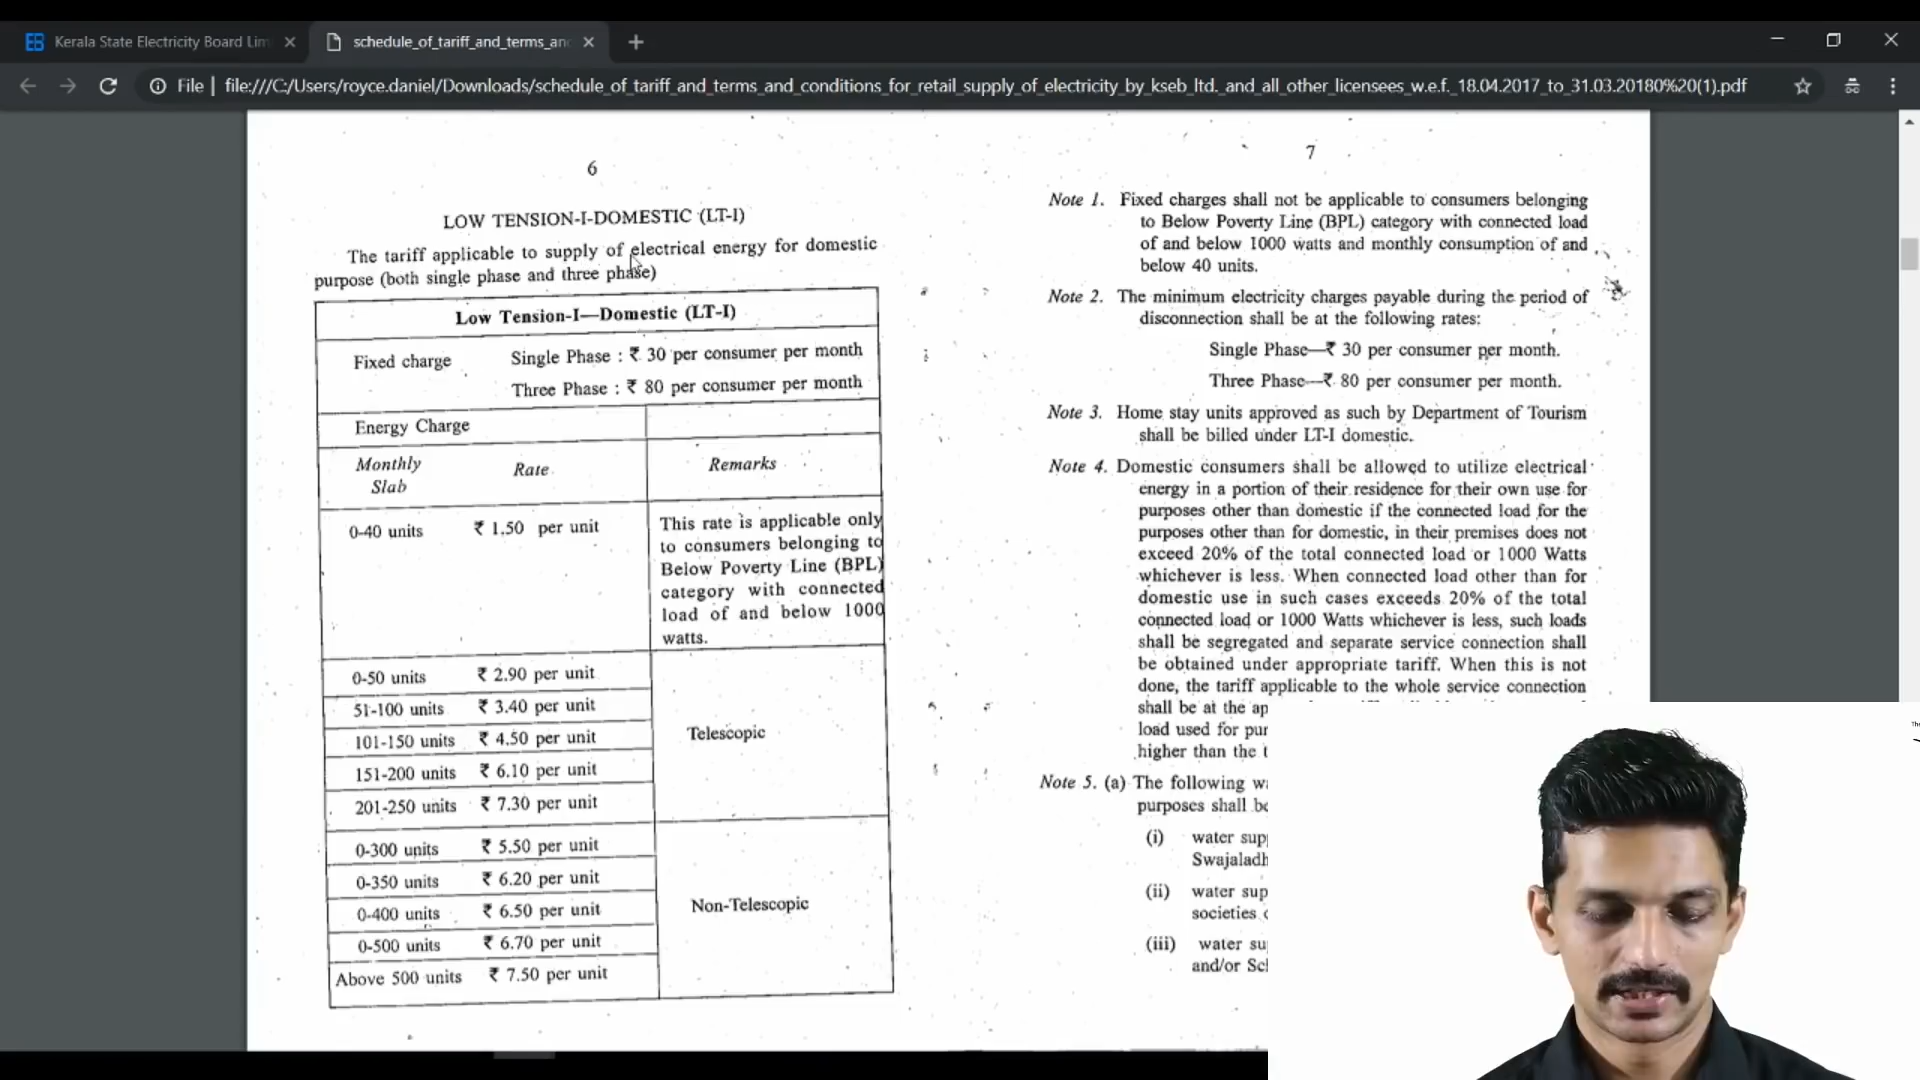 Kerala State Electricity Board Lim
schedule_of_tariff_and_terms_an
File | file:///C:/Users/royce.daniel/Downloads/schedule_of_tariff_and_terms_and_conditions_for_retail_supply_of_electricity_by_kseb_ltd._and_all_other_licensees_w.e.f._18.04.2017_to_31.03.20180%20(1).pdf
6
LOW TENSION-I-DOMESTIC (LT-I)
The tariff applicable to supply of electrical energy for domestic
purpose (both single phase and three phase)
Low Tension-I—Domestic (LT-I)
Fixed charge Single Phase : ₹ 30 per consumer per month
Three Phase : ₹ 80 per consumer per month
Energy Charge
Monthly Slab Rate Remarks
0-40 units ₹ 1.50 per unit
This rate is applicable only
to consumers belonging to
Below Poverty Line (BPL)
category with connected
load of and below 1000
watts.
0-50 units ₹ 2.90 per unit
51-100 units ₹ 3.40 per unit
101-150 units ₹ 4.50 per unit
151-200 units ₹ 6.10 per unit
201-250 units ₹ 7.30 per unit
Telescopic
0-300 units ₹ 5.50 per unit
0-350 units ₹ 6.20 per unit
0-400 units ₹ 6.50 per unit
0-500 units ₹ 6.70 per unit
Above 500 units ₹ 7.50 per unit
Non-Telescopic
7
Note 1. Fixed charges shall not be applicable to consumers belonging
to Below Poverty Line (BPL) category with connected load
of and below 1000 watts and monthly consumption of and
below 40 units.
Note 2. The minimum electricity charges payable during the period of
disconnection shall be at the following rates:
Single Phase—₹ 30 per consumer per month.
Three Phase—₹ 80 per consumer per month.
Note 3. Home stay units approved as such by Department of Tourism
shall be billed under LT-I domestic.
Note 4. Domestic consumers shall be allowed to utilize electrical
energy in a portion of their residence for their own use for
purposes other than domestic if the connected load for the
purposes other than for domestic, in their premises does not
exceed 20% of the total connected load or 1000 Watts
whichever is less. When connected load other than for
domestic use in such cases exceeds 20% of the total
connected load or 1000 Watts whichever is less, such loads
shall be segregated and separate service connection shall
be obtained under appropriate tariff. When this is not
done, the tariff applicable to the whole service connection
shall be at the ap
load used for pur
higher than the t
Note 5. (a) The following wa
purposes shall be
(i) water supp
Swajaladh
(ii) water sup
societies
(iii) water su
and/or Scl